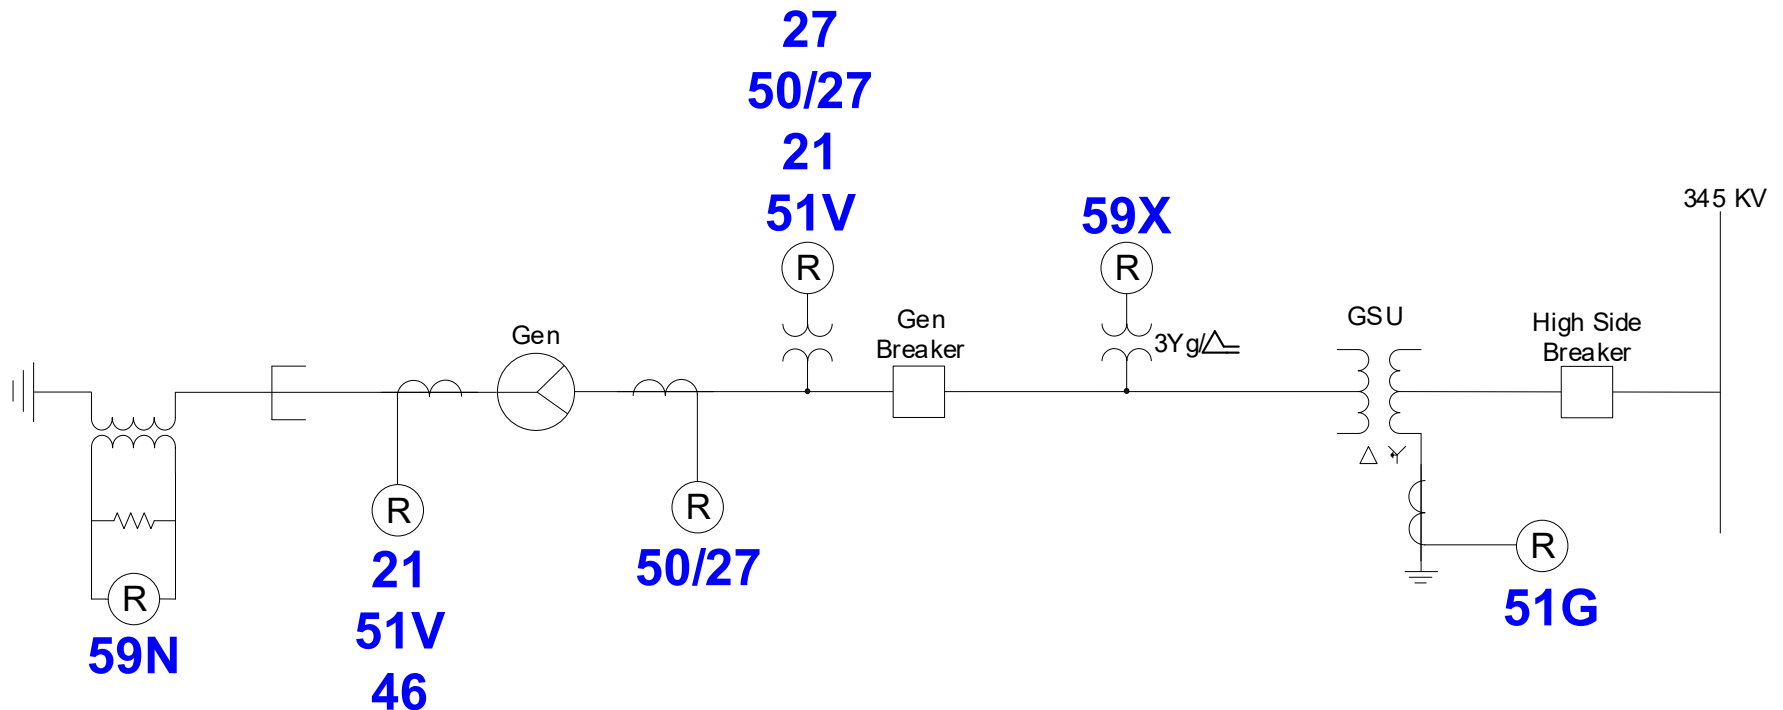 27
50/27
21
51V
59X
345 KV
R
R
Gen
Gen
Breaker
3Yg/
GSU
High Side
Breaker
R
R
R
R
21
51V
46
50/27
59N
51G